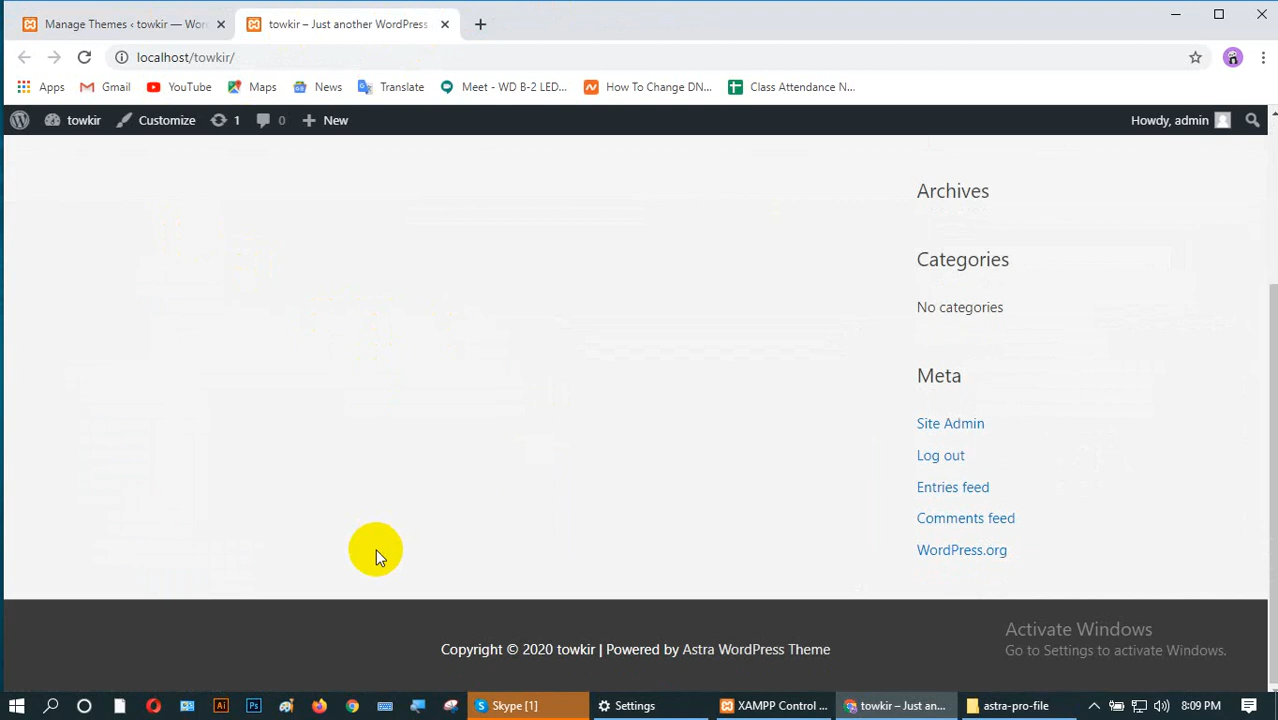 Manage Themes ‹ towkir — Wor
towkir – Just another WordPress
localhost/towkir/
Apps Gmail YouTube Maps News Translate Meet - WD B-2 LED... How To Change DN... Class Attendance N...
towkir Customize 1 0 New Howdy, admin
Archives
Categories
No categories
Meta
Site Admin
Log out
Entries feed
Comments feed
WordPress.org
Copyright © 2020 towkir | Powered by Astra WordPress Theme
Activate Windows
Go to Settings to activate Windows.
Skype [1] Settings XAMPP Control ... towkir – Just an... astra-pro-file 8:09 PM